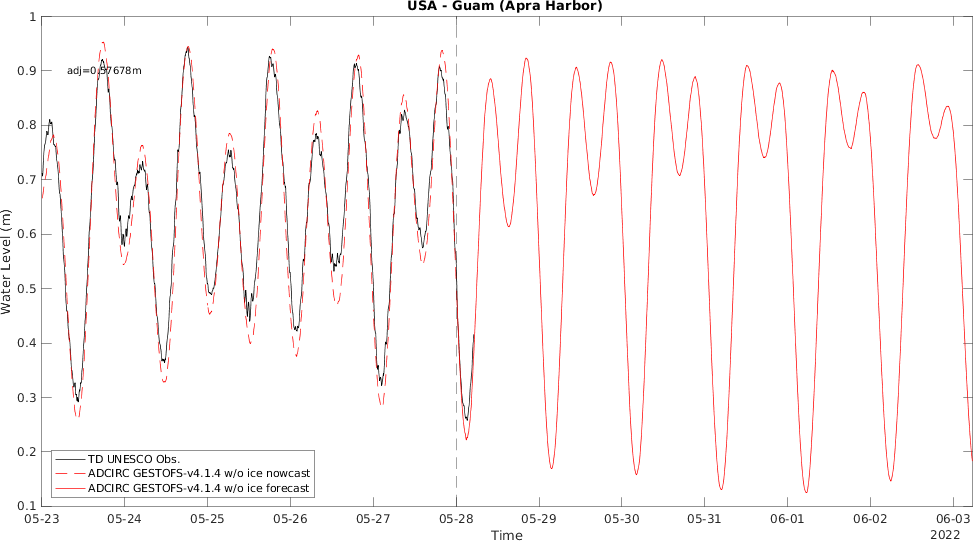 USA - Guam (Apra Harbor)
1
0.9
0.8
0.7
0.6
0.5
0.4
0.3
0.2
0.1
Water Level (m)
adj=0.57678m
TD UNESCO Obs.
ADCIRC GESTOFS-v4.1.4 w/o ice nowcast
ADCIRC GESTOFS-v4.1.4 w/o ice forecast
05-23 05-24 05-25 05-26 05-27 05-28 05-29 05-30 05-31 06-01 06-02 06-03
Time
2022